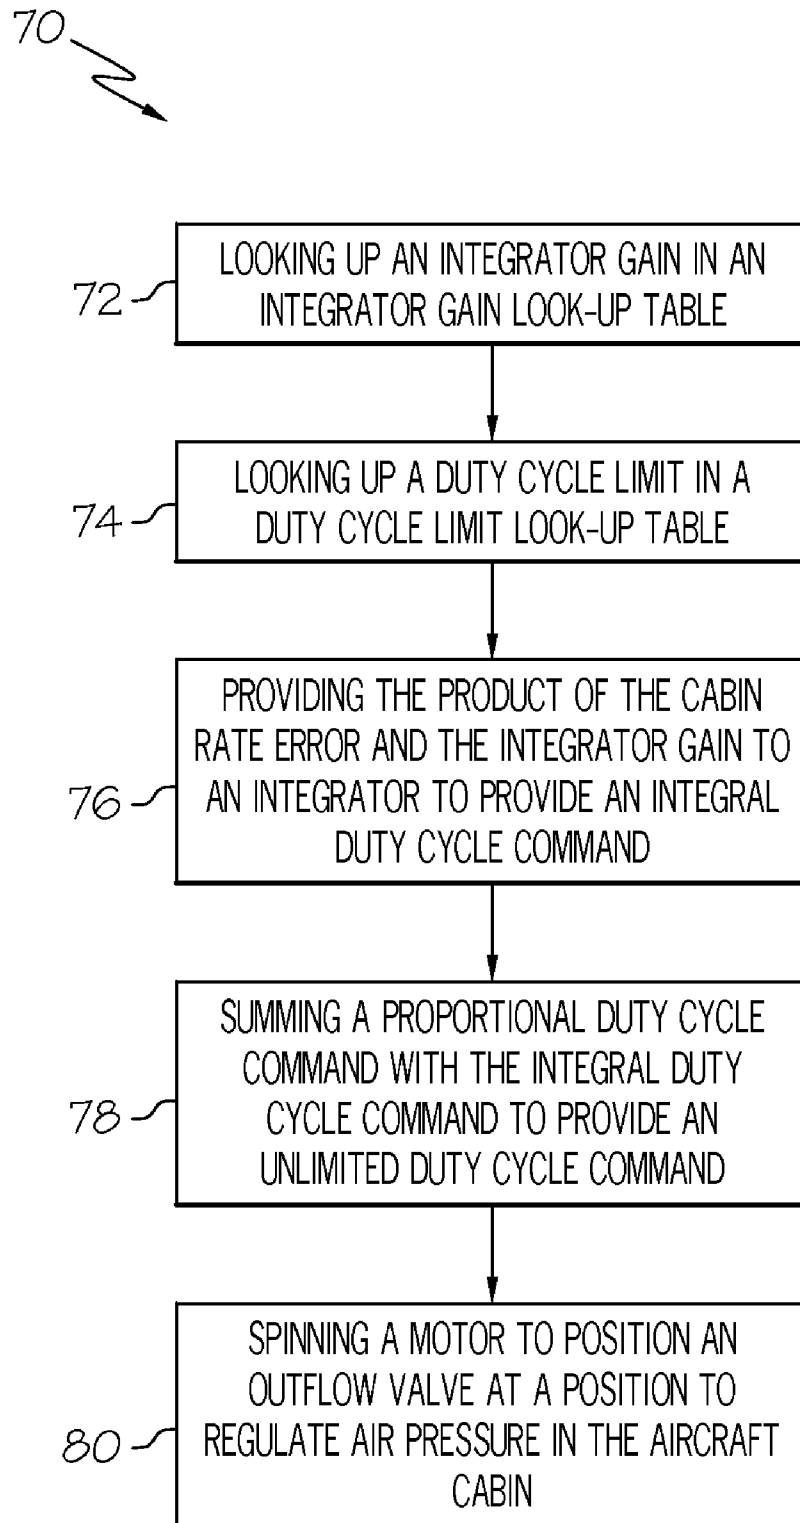 70
72
LOOKING UP AN INTEGRATOR GAIN IN AN
INTEGRATOR GAIN LOOK-UP TABLE
74
LOOKING UP A DUTY CYCLE LIMIT IN A
DUTY CYCLE LIMIT LOOK-UP TABLE
76
PROVIDING THE PRODUCT OF THE CABIN
RATE ERROR AND THE INTEGRATOR GAIN TO
AN INTEGRATOR TO PROVIDE AN INTEGRAL
DUTY CYCLE COMMAND
78
SUMMING A PROPORTIONAL DUTY CYCLE
COMMAND WITH THE INTEGRAL DUTY
CYCLE COMMAND TO PROVIDE AN
UNLIMITED DUTY CYCLE COMMAND
80
SPINNING A MOTOR TO POSITION AN
OUTFLOW VALVE AT A POSITION TO
REGULATE AIR PRESSURE IN THE AIRCRAFT
CABIN